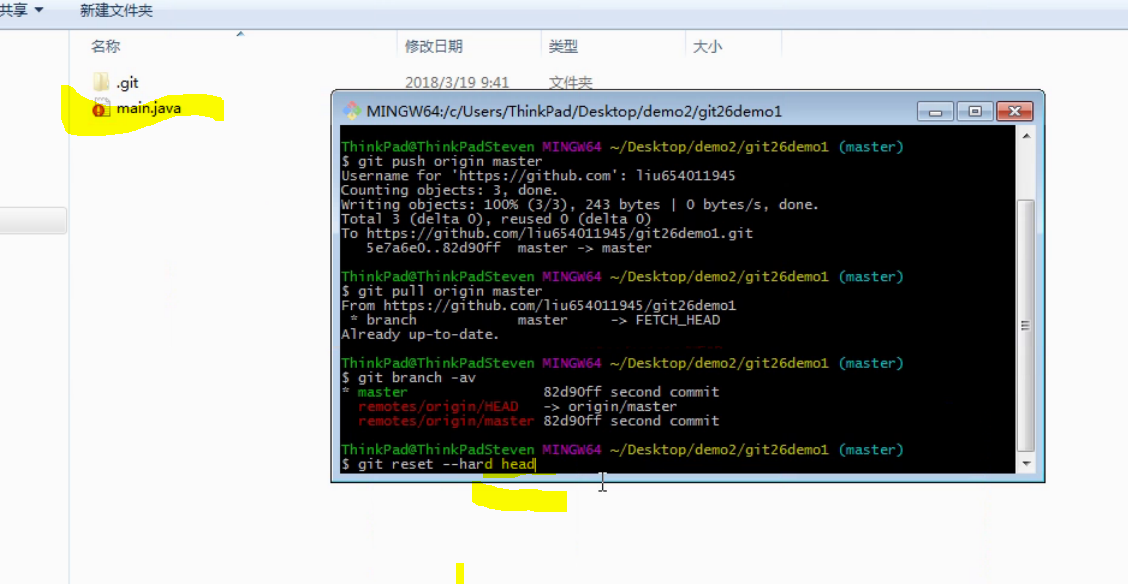 共享 新建文件夹
名称 修改日期 类型 大小
.git 2018/3/19 9:41 文件夹
main.java
MINGW64:/c/Users/ThinkPad/Desktop/demo2/git26demo1
ThinkPad@ThinkPadSteven MINGW64 ~/Desktop/demo2/git26demo1 (master)
$ git push origin master
Username for 'https://github.com': liu654011945
Counting objects: 3, done.
Writing objects: 100% (3/3), 243 bytes | 0 bytes/s, done.
Total 3 (delta 0), reused 0 (delta 0)
To https://github.com/liu654011945/git26demo1.git
5e7a6e0..82d90ff master -> master
ThinkPad@ThinkPadSteven MINGW64 ~/Desktop/demo2/git26demo1 (master)
$ git pull origin master
From https://github.com/liu654011945/git26demo1
* branch master -> FETCH_HEAD
Already up-to-date.
ThinkPad@ThinkPadSteven MINGW64 ~/Desktop/demo2/git26demo1 (master)
$ git branch -av
* master 82d90ff second commit
remotes/origin/HEAD -> origin/master
remotes/origin/master 82d90ff second commit
ThinkPad@ThinkPadSteven MINGW64 ~/Desktop/demo2/git26demo1 (master)
$ git reset --hard head